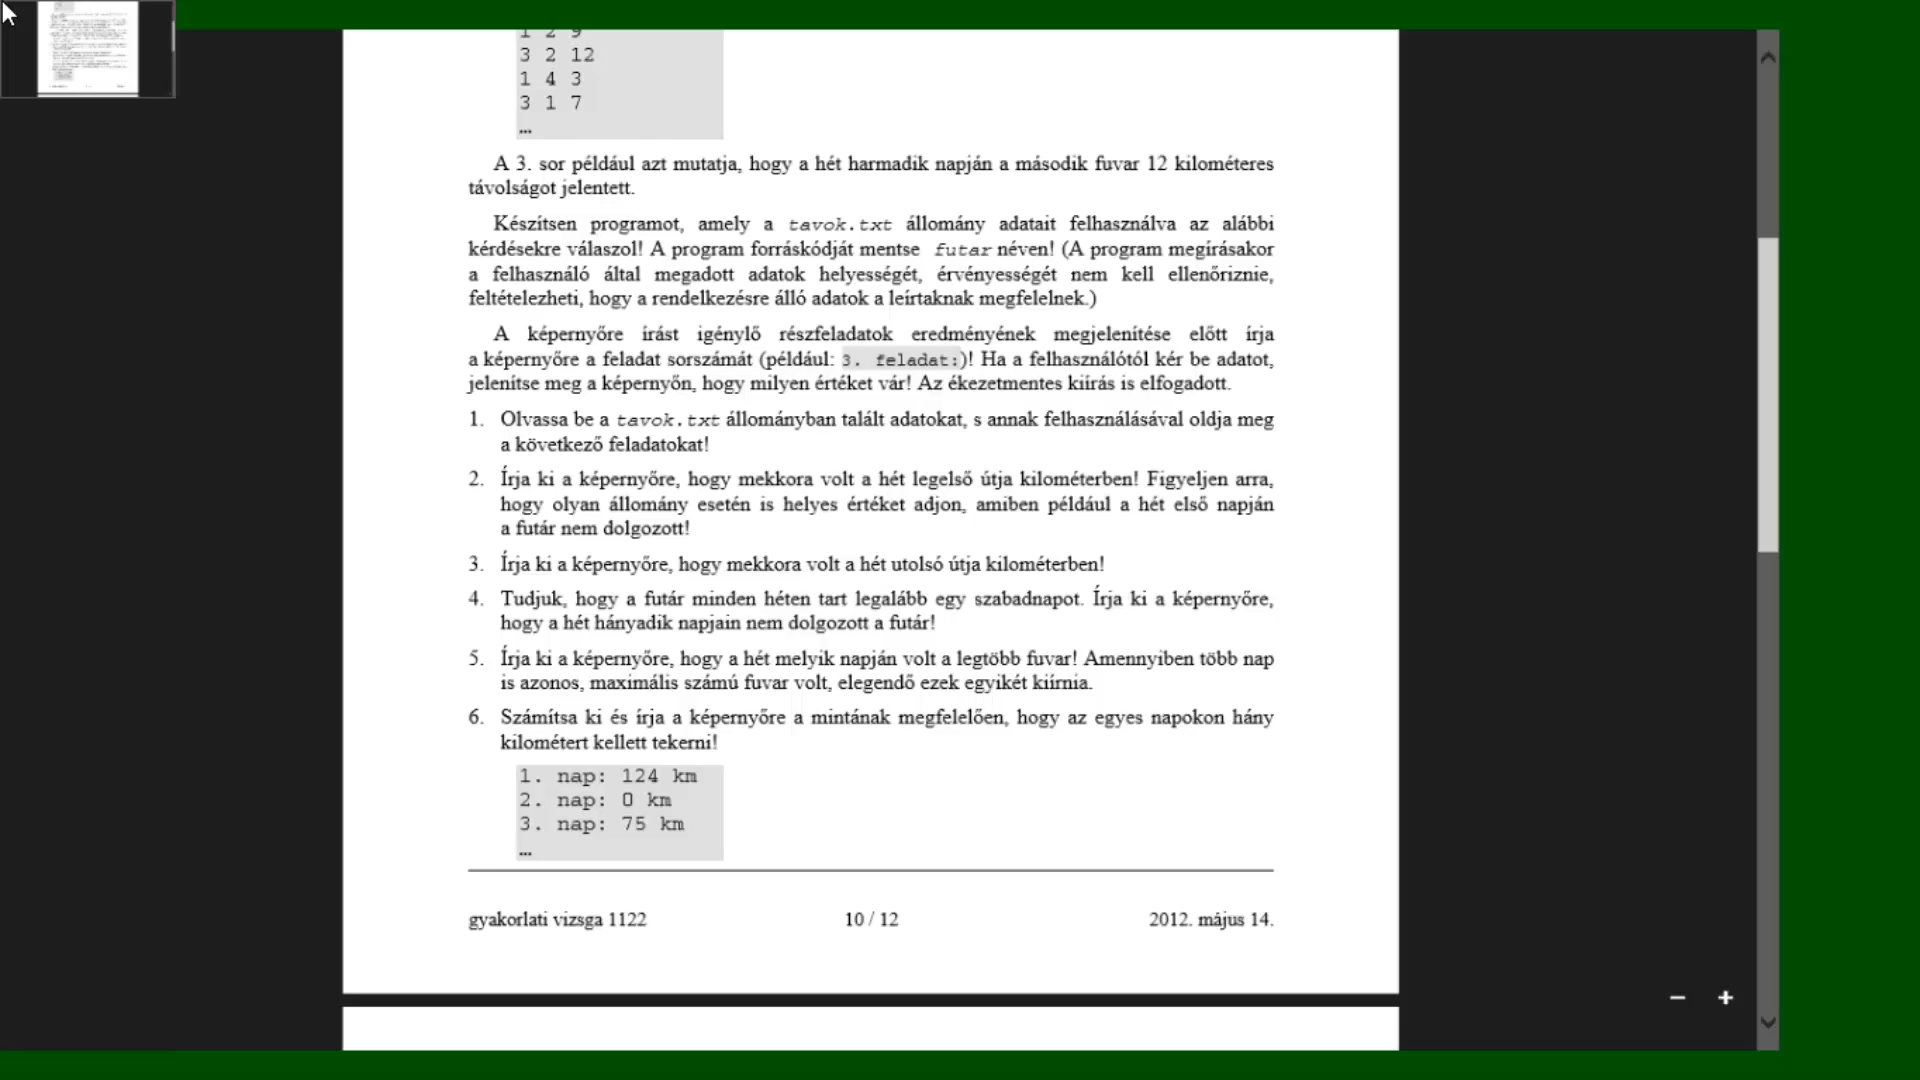 1 2 9
3 2 12
1 4 3
3 1 7
…
A 3. sor például azt mutatja, hogy a hét harmadik napján a második fuvar 12 kilométeres
távolságot jelentett.
Készítsen programot, amely a tavok.txt állomány adatait felhasználva az alábbi
kérdésekre válaszol! A program forráskódját mentse futar néven! (A program megírásakor
a felhasználó által megadott adatok helyességét, érvényességét nem kell ellenőriznie,
feltételezheti, hogy a rendelkezésre álló adatok a leírtaknak megfelelnek.)
A képernyőre írást igénylő részfeladatok eredményének megjelenítése előtt írja
a képernyőre a feladat sorszámát (például: 3. feladat:)! Ha a felhasználótól kér be adatot,
jelenítse meg a képernyőn, hogy milyen értéket vár! Az ékezetmentes kiírás is elfogadott.
1. Olvassa be a tavok.txt állományban talált adatokat, s annak felhasználásával oldja meg
a következő feladatokat!
2. Írja ki a képernyőre, hogy mekkora volt a hét legelső útja kilométerben! Figyeljen arra,
hogy olyan állomány esetén is helyes értéket adjon, amiben például a hét első napján
a futár nem dolgozott!
3. Írja ki a képernyőre, hogy mekkora volt a hét utolsó útja kilométerben!
4. Tudjuk, hogy a futár minden héten tart legalább egy szabadnapot. Írja ki a képernyőre,
hogy a hét hányadik napjain nem dolgozott a futár!
5. Írja ki a képernyőre, hogy a hét melyik napján volt a legtöbb fuvar! Amennyiben több nap
is azonos, maximális számú fuvar volt, elegendő ezek egyikét kiírnia.
6. Számítsa ki és írja a képernyőre a mintának megfelelően, hogy az egyes napokon hány
kilométert kellett tekerni!
1. nap: 124 km
2. nap: 0 km
3. nap: 75 km
…
gyakorlati vizsga 1122
10 / 12
2012. május 14.